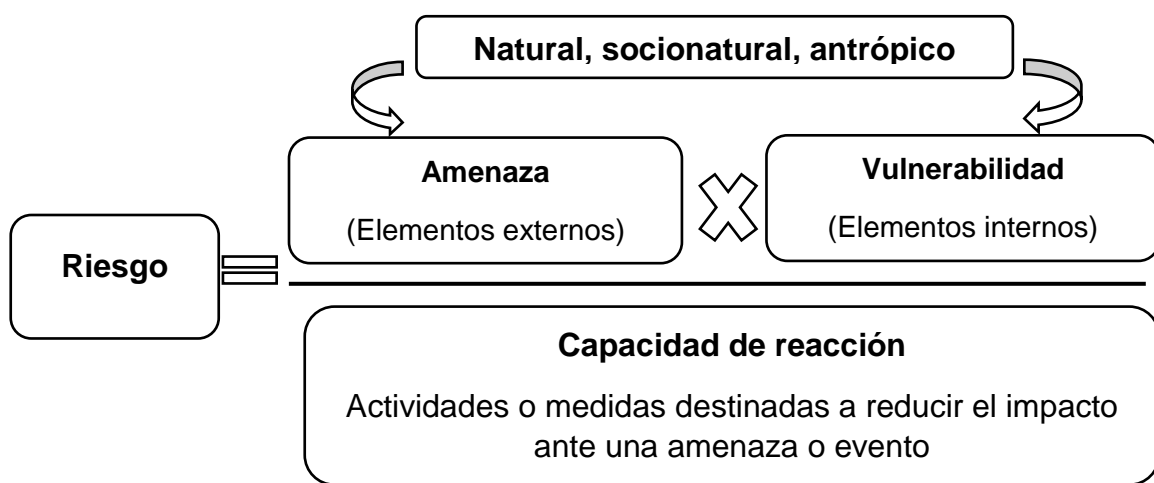 Natural, socionatural, antrópico
Amenaza
(Elementos externos)
Vulnerabilidad
(Elementos internos)
Riesgo
Capacidad de reacción
Actividades o medidas destinadas a reducir el impacto
ante una amenaza o evento